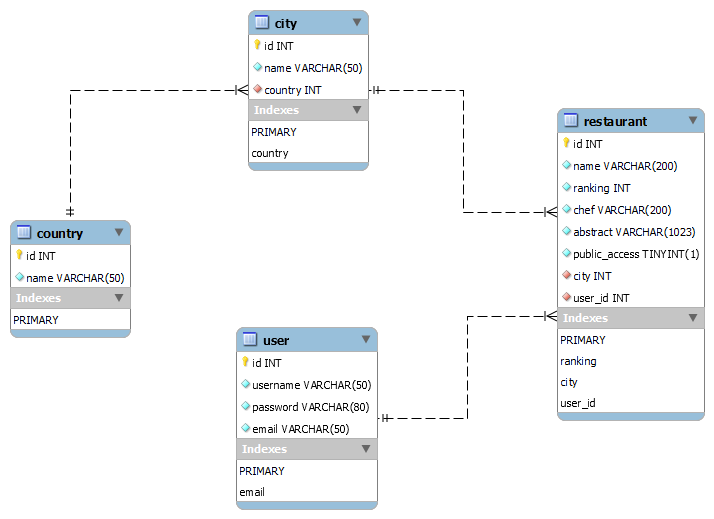 city
id INT
name VARCHAR(50)
country INT
Indexes
PRIMARY
country
restaurant
id INT
name VARCHAR(200)
ranking INT
chef VARCHAR(200)
abstract VARCHAR(1023)
public_access TINYINT(1)
city INT
user_id INT
Indexes
PRIMARY
ranking
city
user_id
country
id INT
name VARCHAR(50)
Indexes
PRIMARY
user
id INT
username VARCHAR(50)
password VARCHAR(80)
email VARCHAR(50)
Indexes
PRIMARY
email